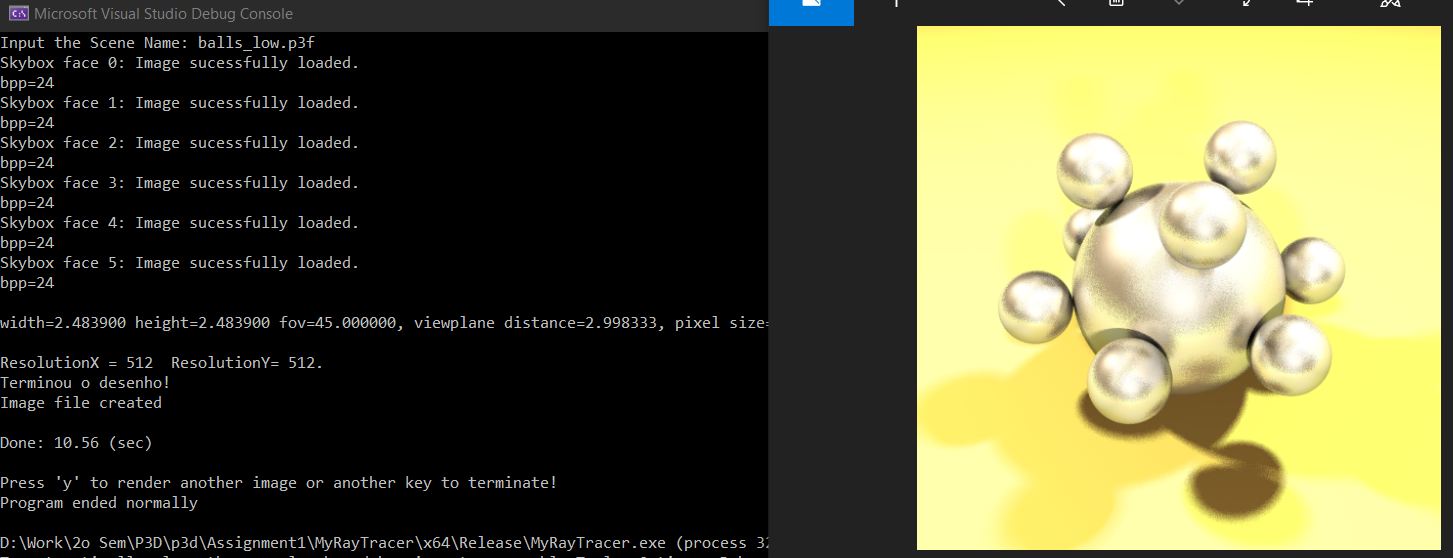 Microsoft Visual Studio Debug Console
Input the Scene Name: balls_low.p3f
Skybox face 0: Image sucessfully loaded.
bpp=24
Skybox face 1: Image sucessfully loaded.
bpp=24
Skybox face 2: Image sucessfully loaded.
bpp=24
Skybox face 3: Image sucessfully loaded.
bpp=24
Skybox face 4: Image sucessfully loaded.
bpp=24
Skybox face 5: Image sucessfully loaded.
bpp=24
width=2.483900 height=2.483900 fov=45.000000, viewplane distance=2.998333, pixel size=
ResolutionX = 512  ResolutionY= 512.
Terminou o desenho!
Image file created
Done: 10.56 (sec)
Press 'y' to render another image or another key to terminate!
Program ended normally
D:\Work\2o Sem\P3D\p3d\Assignment1\MyRayTracer\x64\Release\MyRayTracer.exe (process 32